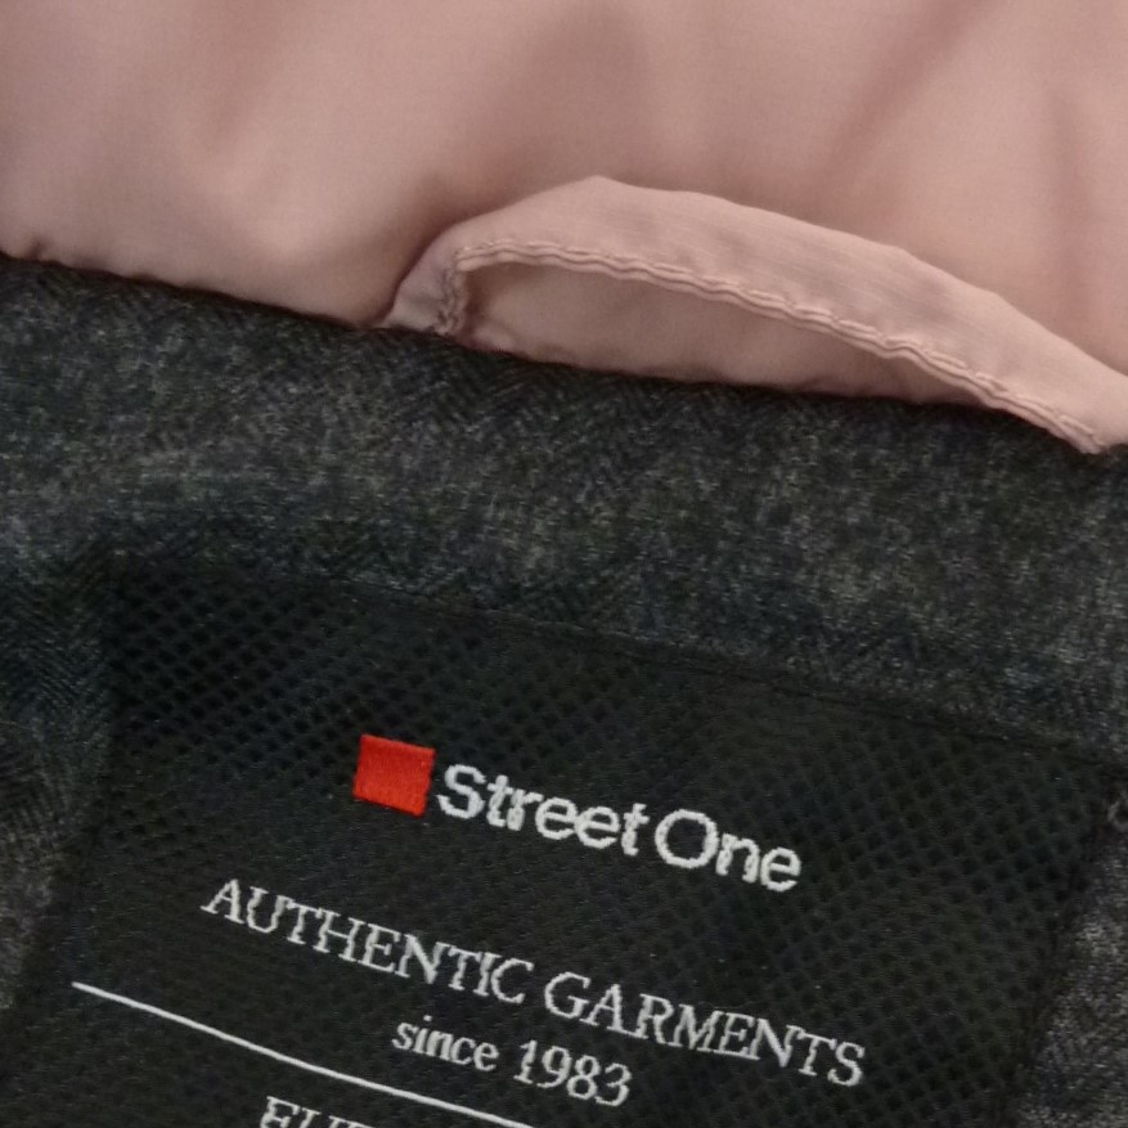 Street One
AUTHENTIC GARMENTS
since 1983